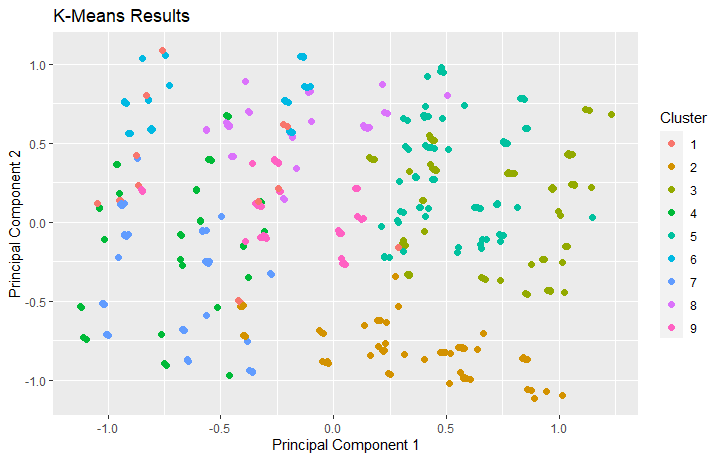 K-Means Results
Principal Component 2
1.0
0.5
0.0
-0.5
-1.0
-1.0 -0.5 0.0 0.5 1.0
Principal Component 1
Cluster
1
2
3
4
5
6
7
8
9